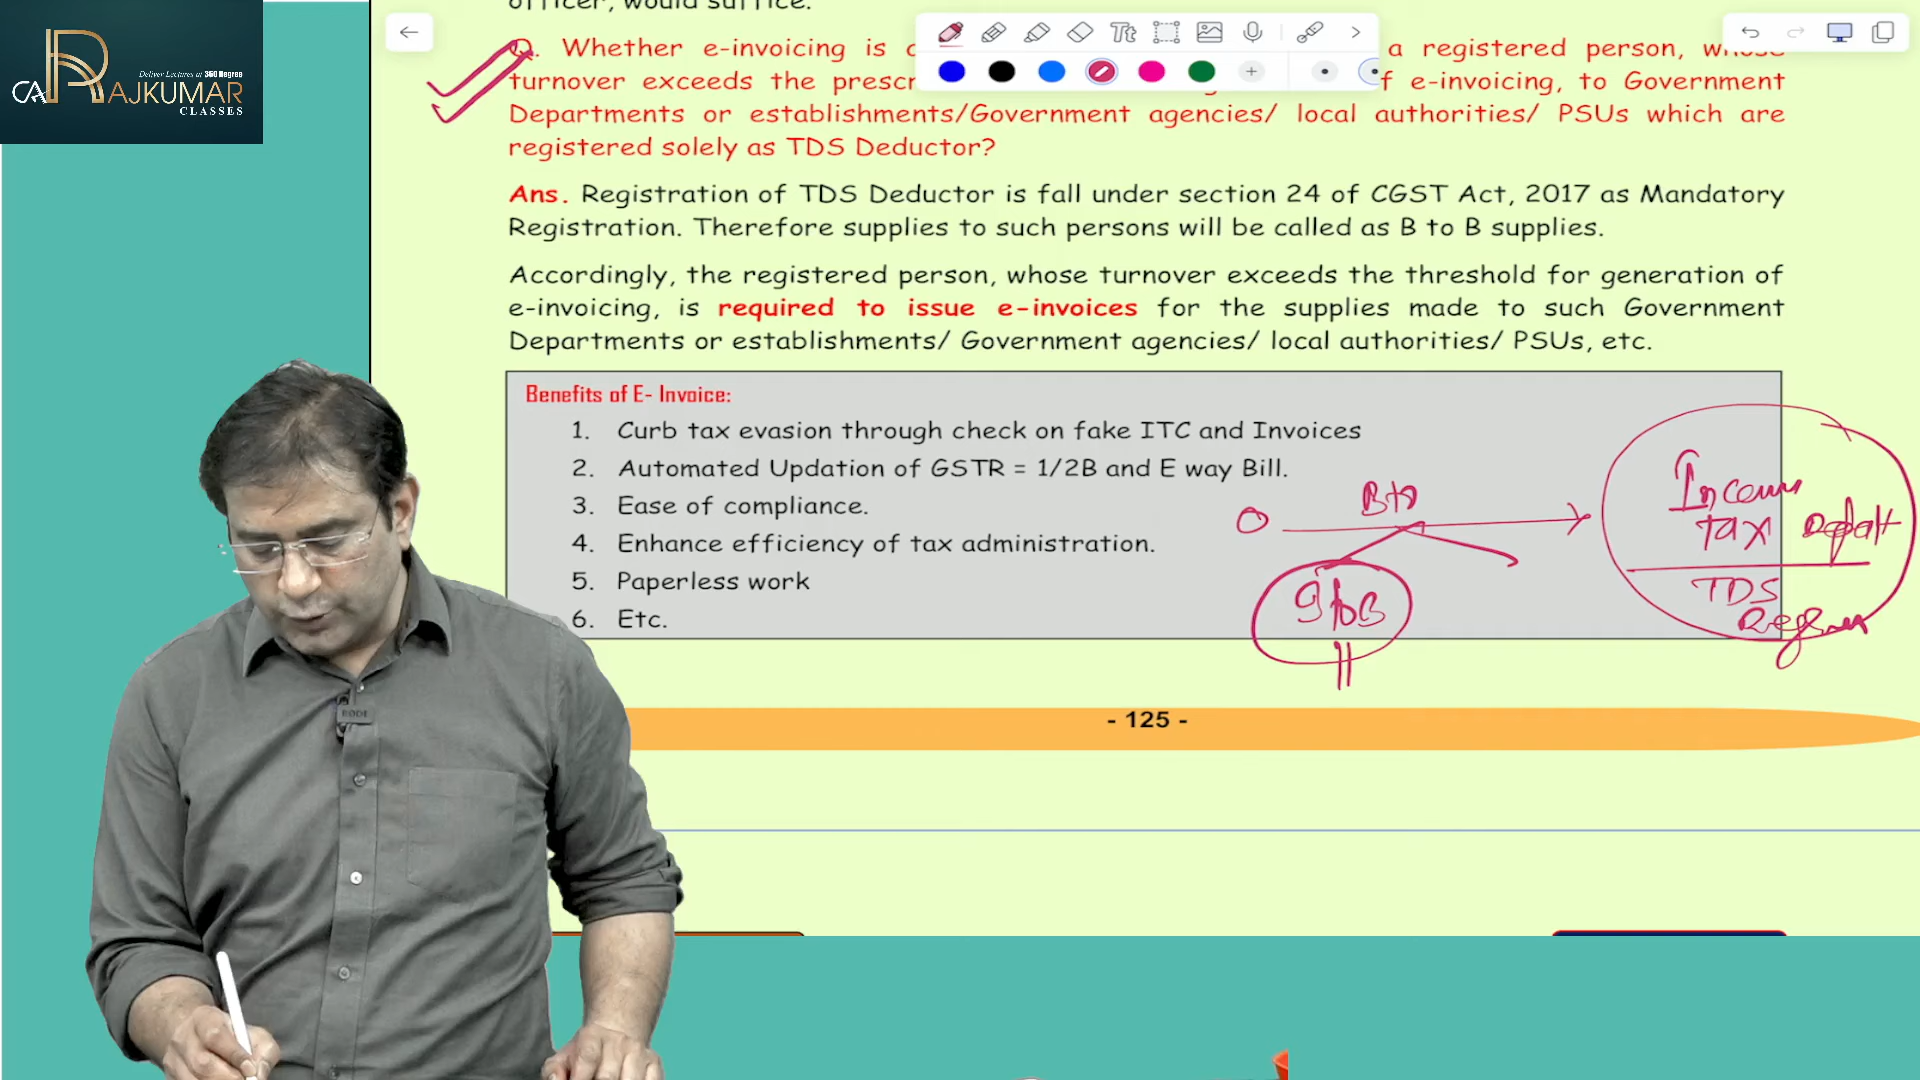 officer, would suffice.
Deliver Lectures at 360 Degree
CA RAJKUMAR
CLASSES
Q. Whether e-invoicing is a registered person, whose
turnover exceeds the prescr f e-invoicing, to Government
Departments or establishments/Government agencies/ local authorities/ PSUs which are
registered solely as TDS Deductor?
Ans. Registration of TDS Deductor is fall under section 24 of CGST Act, 2017 as Mandatory
Registration. Therefore supplies to such persons will be called as B to B supplies.
Accordingly, the registered person, whose turnover exceeds the threshold for generation of
e-invoicing, is required to issue e-invoices for the supplies made to such Government
Departments or establishments/ Government agencies/ local authorities/ PSUs, etc.
Benefits of E- Invoice:
1. Curb tax evasion through check on fake ITC and Invoices
2. Automated Updation of GSTR = 1/2B and E way Bill.
3. Ease of compliance.
4. Enhance efficiency of tax administration.
5. Paperless work
6. Etc.
Tax
TDS
RODE
- 125 -
Tt